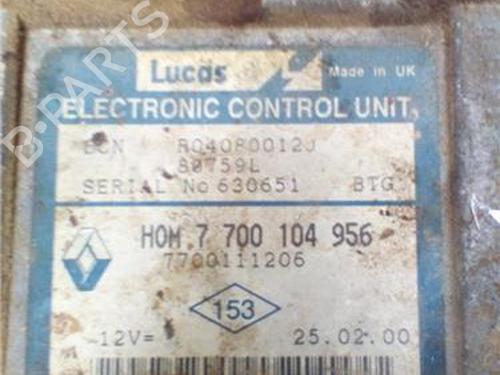 B-PARTS
Lucas
Made in UK
ELECTRONIC CONTROL UNIT
R04080012J
80759L
SERIAL No 630651 BTG
HOM 7 700 104 956
7700111206
153
12V= 25.02.00